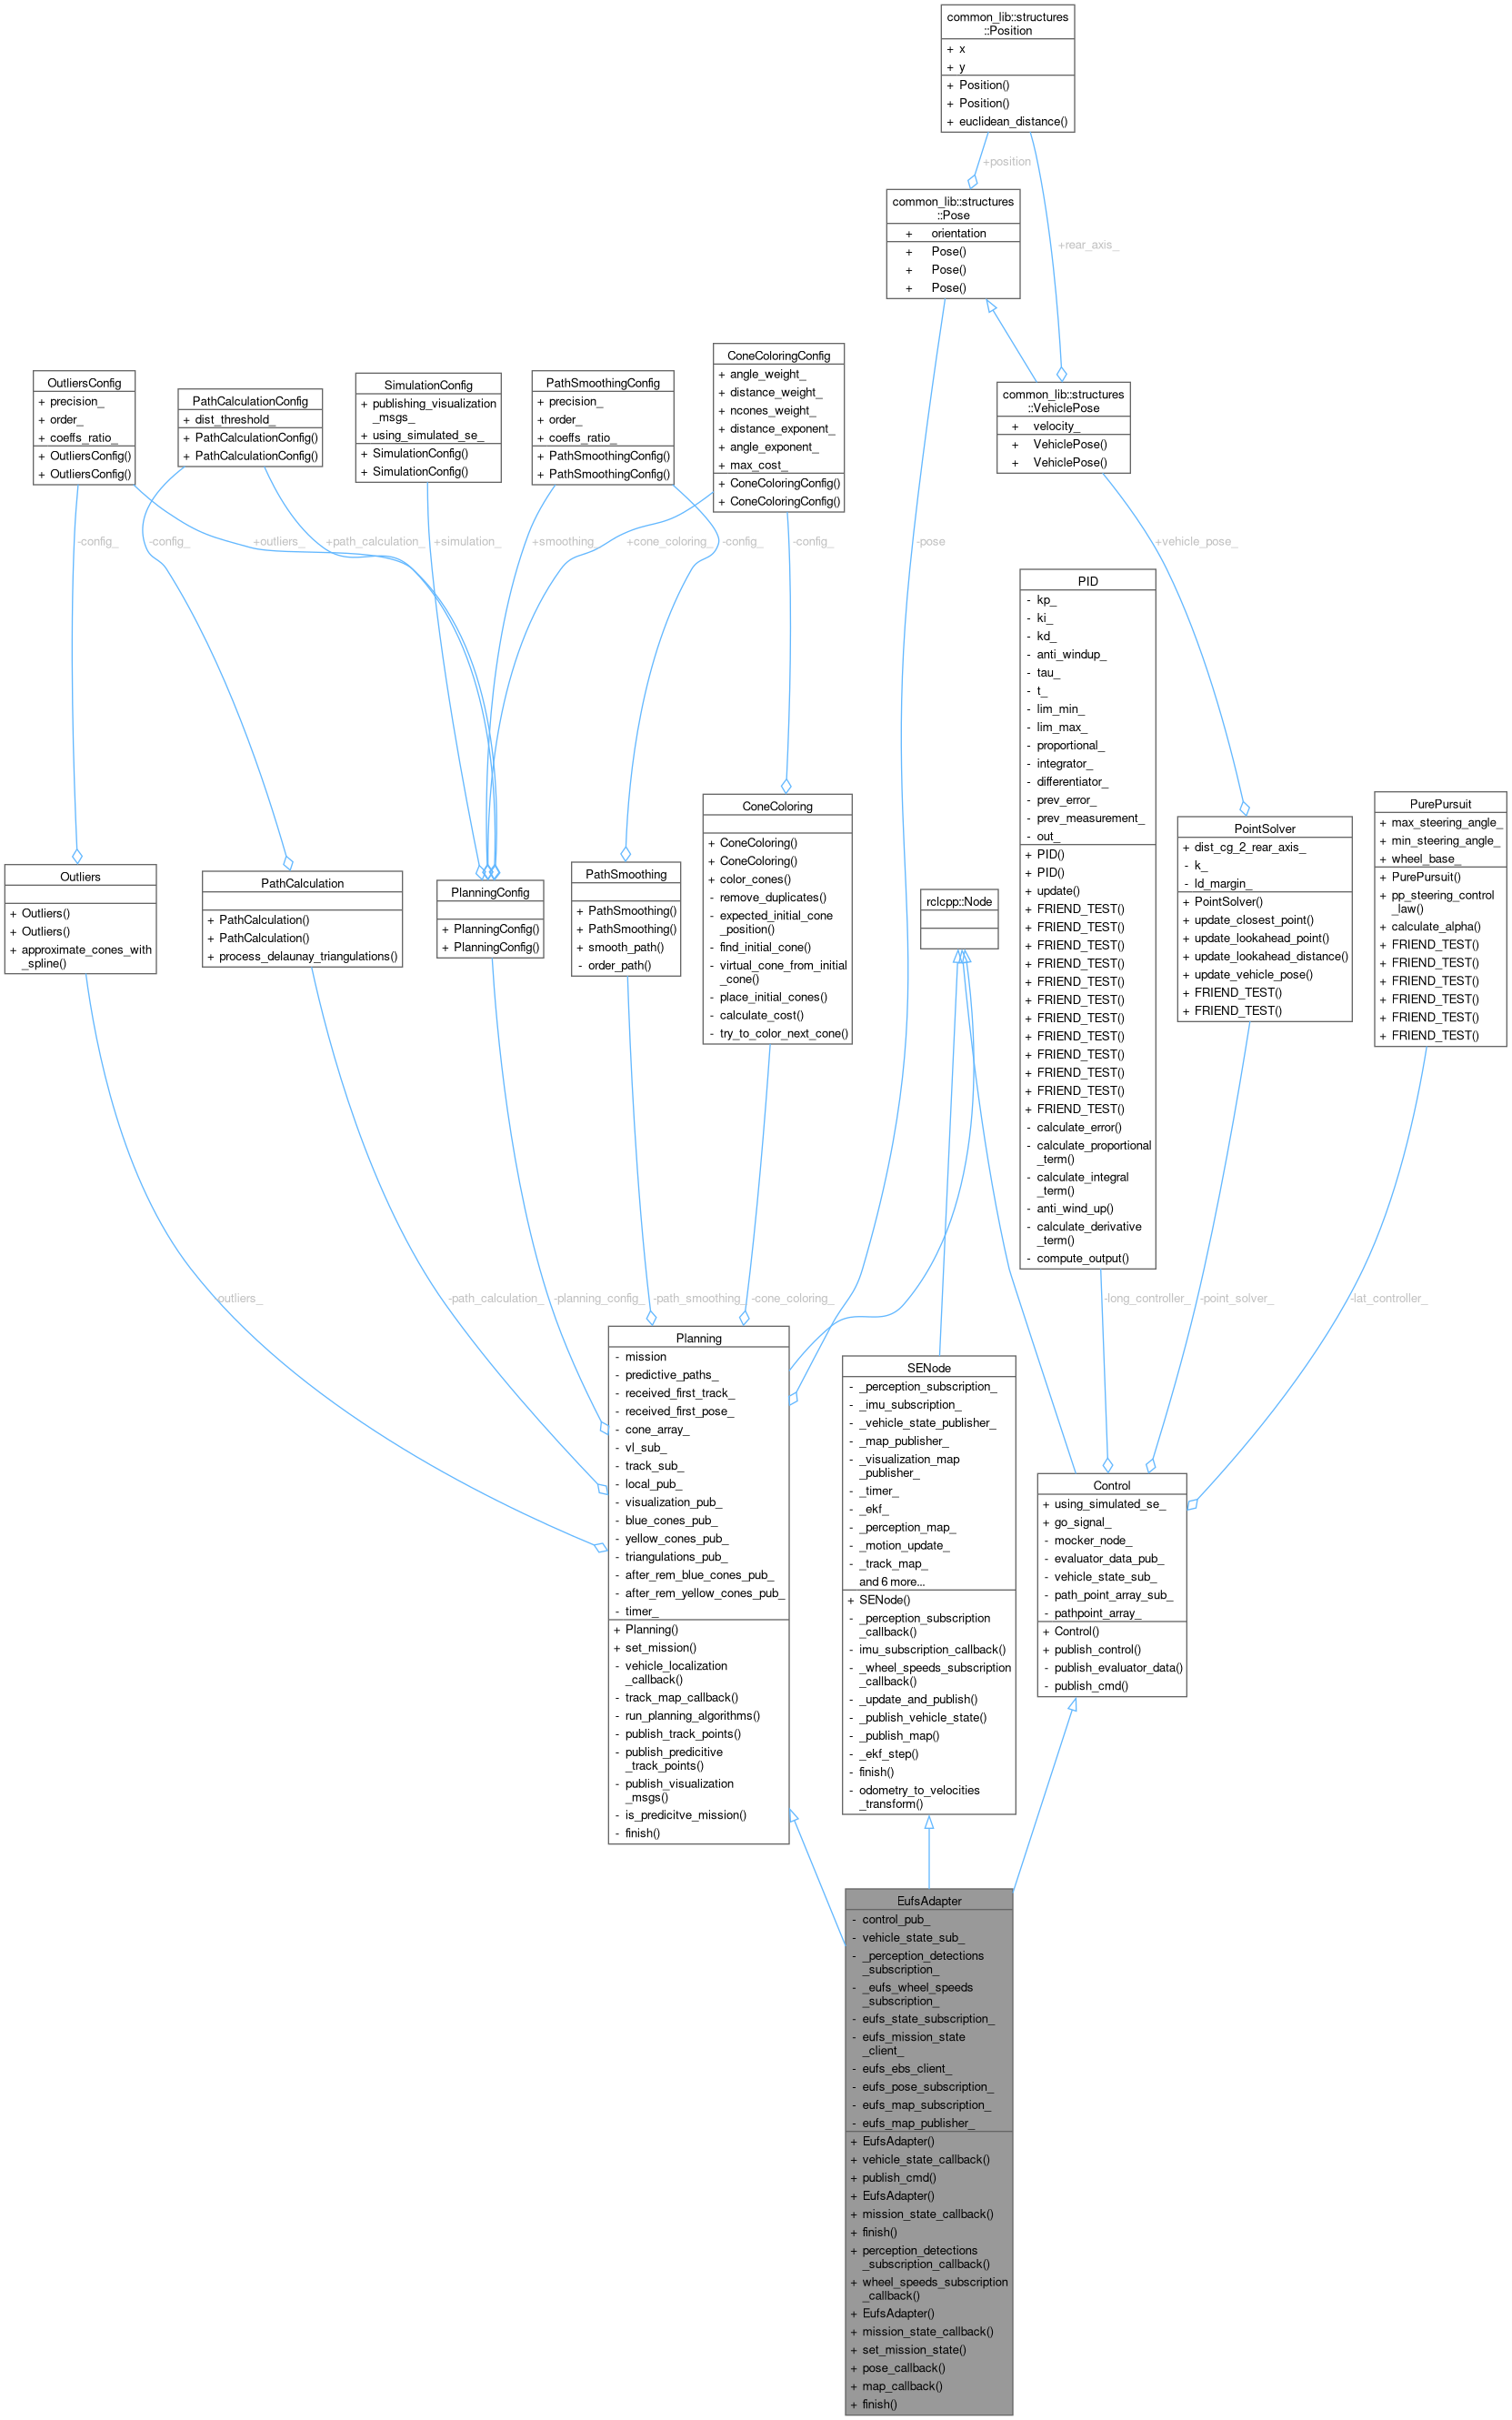 common_lib::structures
::Position
+ x
+ y
+ Position()
+ Position()
+ euclidean_distance()
+position
common_lib::structures
::Pose
+ orientation
+ Pose()
+ Pose()
+ Pose()
+rear_axis_
common_lib::structures
::VehiclePose
+ velocity_
+ VehiclePose()
+ VehiclePose()
OutliersConfig
+ precision_
+ order_
+ coeffs_ratio_
+ OutliersConfig()
+ OutliersConfig()
PathCalculationConfig
+ dist_threshold_
+ PathCalculationConfig()
+ PathCalculationConfig()
SimulationConfig
+ publishing_visualization
_msgs_
+ using_simulated_se_
+ SimulationConfig()
+ SimulationConfig()
PathSmoothingConfig
+ precision_
+ order_
+ coeffs_ratio_
+ PathSmoothingConfig()
+ PathSmoothingConfig()
ConeColoringConfig
+ angle_weight_
+ distance_weight_
+ ncones_weight_
+ distance_exponent_
+ angle_exponent_
+ max_cost_
+ ConeColoringConfig()
+ ConeColoringConfig()
-config_
-config_
+outliers_
+path_calculation_
+simulation_
+smoothing_
+cone_coloring_
-config_
-config_
-pose
+vehicle_pose_
PID
- kp_
- ki_
- kd_
- anti_windup_
- tau_
- t_
- lim_min_
- lim_max_
- proportional_
- integrator_
- differentiator_
- prev_error_
- prev_measurement_
- out_
+ PID()
+ PID()
+ update()
+ FRIEND_TEST()
+ FRIEND_TEST()
+ FRIEND_TEST()
+ FRIEND_TEST()
+ FRIEND_TEST()
+ FRIEND_TEST()
+ FRIEND_TEST()
+ FRIEND_TEST()
+ FRIEND_TEST()
+ FRIEND_TEST()
+ FRIEND_TEST()
+ FRIEND_TEST()
- calculate_error()
- calculate_proportional
_term()
- calculate_integral
_term()
- anti_wind_up()
- calculate_derivative
_term()
- compute_output()
Outliers
+ Outliers()
+ Outliers()
+ approximate_cones_with
_spline()
PathCalculation
+ PathCalculation()
+ PathCalculation()
+ process_delaunay_triangulations()
PlanningConfig
+ PlanningConfig()
+ PlanningConfig()
PathSmoothing
+ PathSmoothing()
+ PathSmoothing()
+ smooth_path()
- order_path()
ConeColoring
+ ConeColoring()
+ ConeColoring()
+ color_cones()
- remove_duplicates()
- expected_initial_cone
_position()
- find_initial_cone()
- virtual_cone_from_initial
_cone()
- place_initial_cones()
- calculate_cost()
- try_to_color_next_cone()
rclcpp::Node
PointSolver
+ dist_cg_2_rear_axis_
- k_
- ld_margin_
+ PointSolver()
+ update_closest_point()
+ update_lookahead_point()
+ update_lookahead_distance()
+ update_vehicle_pose()
+ FRIEND_TEST()
+ FRIEND_TEST()
PurePursuit
+ max_steering_angle_
+ min_steering_angle_
+ wheel_base_
+ PurePursuit()
+ pp_steering_control
_law()
+ calculate_alpha()
+ FRIEND_TEST()
+ FRIEND_TEST()
+ FRIEND_TEST()
+ FRIEND_TEST()
+ FRIEND_TEST()
+ FRIEND_TEST()
-outliers_
-path_calculation_
-planning_config_
-path_smoothing_
-cone_coloring_
-long_controller_
-point_solver_
-lat_controller_
Planning
- mission
- predictive_paths_
- received_first_track_
- received_first_pose_
- cone_array_
- vl_sub_
- track_sub_
- local_pub_
- visualization_pub_
- blue_cones_pub_
- yellow_cones_pub_
- triangulations_pub_
- after_rem_blue_cones_pub_
- after_rem_yellow_cones_pub_
- timer_
+ Planning()
+ set_mission()
- vehicle_localization
_callback()
- track_map_callback()
- run_planning_algorithms()
- publish_track_points()
- publish_predicitive
_track_points()
- publish_visualization
_msgs()
- is_predicitve_mission()
- finish()
SENode
- _perception_subscription_
- _imu_subscription_
- _vehicle_state_publisher_
- _map_publisher_
- _visualization_map
_publisher_
- _timer_
- _ekf_
- _perception_map_
- _motion_update_
- _track_map_
and 6 more...
+ SENode()
- _perception_subscription
_callback()
- imu_subscription_callback()
- _wheel_speeds_subscription
_callback()
- _update_and_publish()
- _publish_vehicle_state()
- _publish_map()
- _ekf_step()
- finish()
- odometry_to_velocities
_transform()
Control
+ using_simulated_se_
+ go_signal_
- mocker_node_
- evaluator_data_pub_
- vehicle_state_sub_
- path_point_array_sub_
- pathpoint_array_
+ Control()
+ publish_control()
- publish_evaluator_data()
- publish_cmd()
EufsAdapter
- control_pub_
- vehicle_state_sub_
- _perception_detections
_subscription_
- _eufs_wheel_speeds
_subscription_
- eufs_state_subscription_
- eufs_mission_state
_client_
- eufs_ebs_client_
- eufs_pose_subscription_
- eufs_map_subscription_
- eufs_map_publisher_
+ EufsAdapter()
+ vehicle_state_callback()
+ publish_cmd()
+ EufsAdapter()
+ mission_state_callback()
+ finish()
+ perception_detections
_subscription_callback()
+ wheel_speeds_subscription
_callback()
+ EufsAdapter()
+ mission_state_callback()
+ set_mission_state()
+ pose_callback()
+ map_callback()
+ finish()